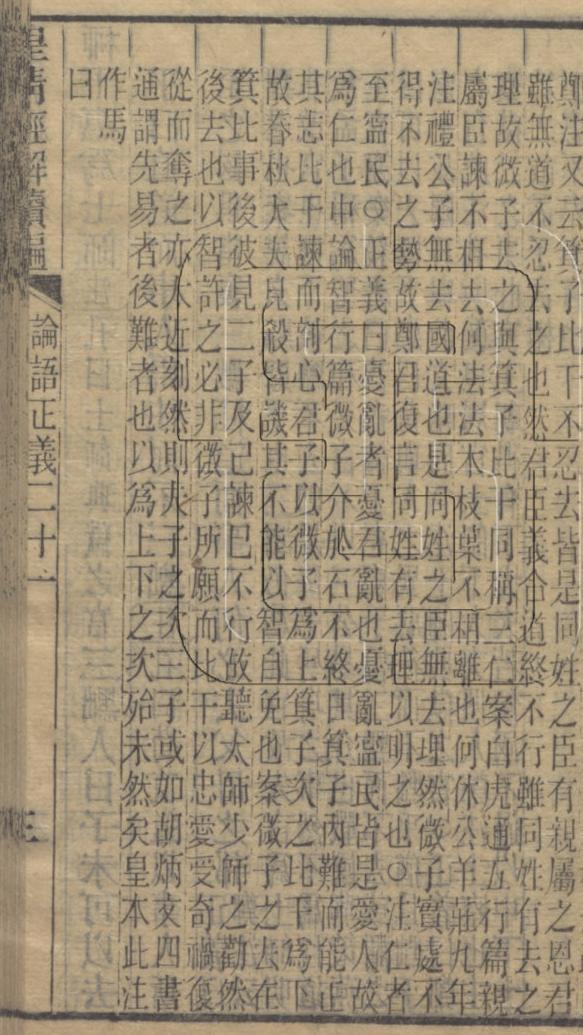 鄭注又云箕子比干不忍去皆是同姓之臣有親屬之恩君
雖無道不忍去之也然君臣義合道終不行雖同姓有去之
理故微子去之與箕子比干同稱三仁案白虎通五行篇親
屬臣諫不相去何法法木枝葉不相離也何休公羊莊九年
注禮公子無去國道也是同姓之臣無去理然微子實處不
得不去之勢故鄭君復言同姓有去理以明之也○注仁者
至寧民○正義曰憂亂者憂君亂也憂亂寧民皆是愛人故
為仁也中論智行篇微子介於石不終日箕子內難而能正
其志比干諫而剖心君子以微子為上箕子次之比干為下
故春秋大夫見殺皆譏其不能以智自免也案微子之去在
箕比事後彼見二子及己諫已不行故聽太師少師之勸然
後去也以智許之必非微子所願而比干以忠愛受奇禍復
從而奪之亦大近刻然則夫子之次三子或如胡炳文四書
通謂先易者後難者也以為上下之次殆未然矣皇本此注
作馬
曰
皇清經解續編
論語正義二十一
三